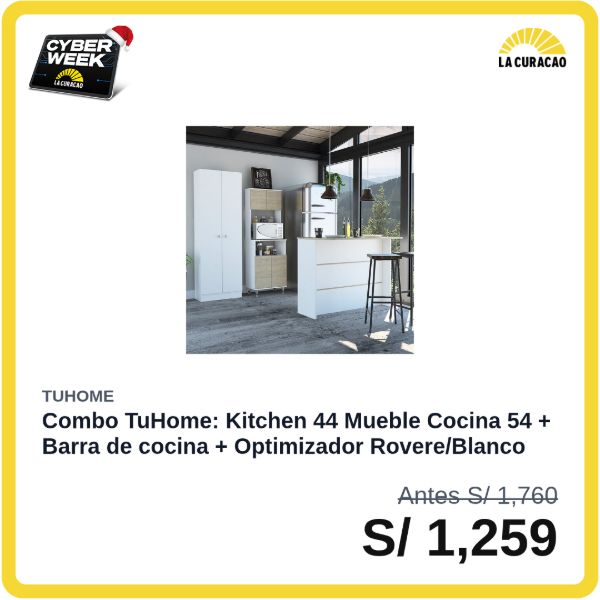 CYBER
WEEK
LA CURACAO
LA CURACAO
TUHOME
Combo TuHome: Kitchen 44 Mueble Cocina 54 +
Barra de cocina + Optimizador Rovere/Blanco
Antes S/ 1,760
S/ 1,259